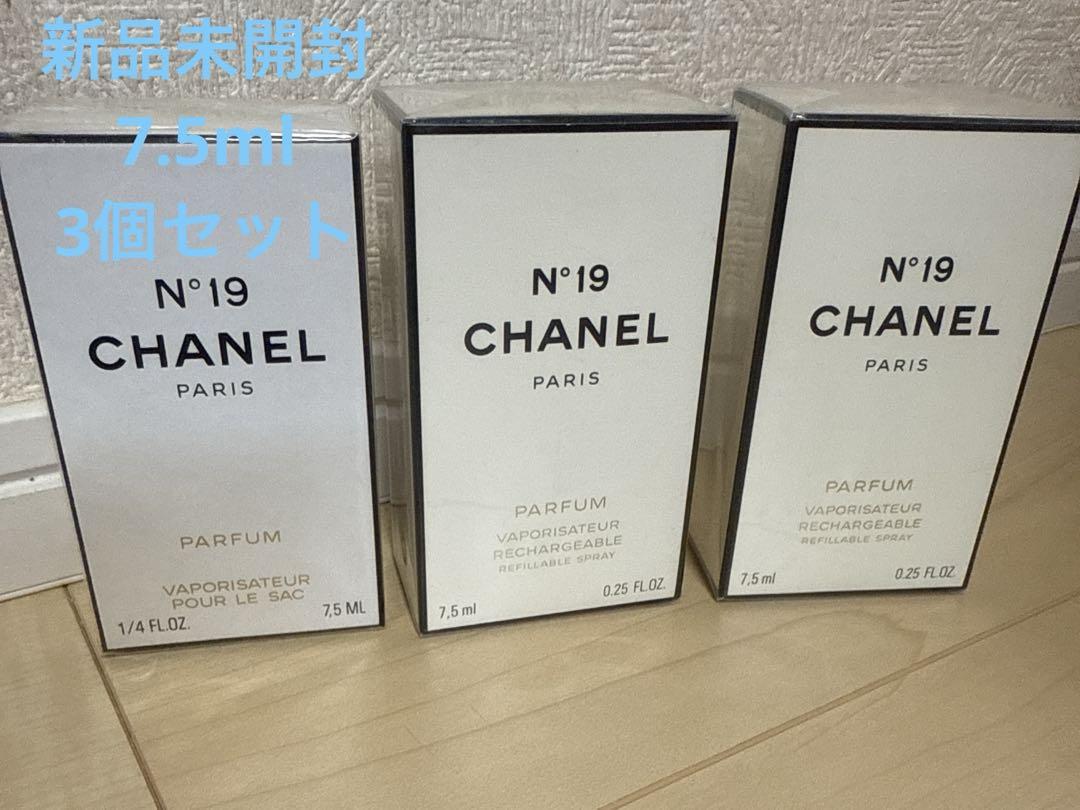 新品未開封
7.5ml
3個セット
N°19
CHANEL
PARIS
PARFUM
VAPORISATEUR
POUR LE SAC
1/4 FL.OZ. 7,5 ML
N°19
CHANEL
PARIS
PARFUM
VAPORISATEUR
RECHARGEABLE
REFILLABLE SPRAY
7,5 ml 0.25 FL.OZ.
N°19
CHANEL
PARIS
PARFUM
VAPORISATEUR
RECHARGEABLE
REFILLABLE SPRAY
7,5 ml 0.25 FL.OZ.